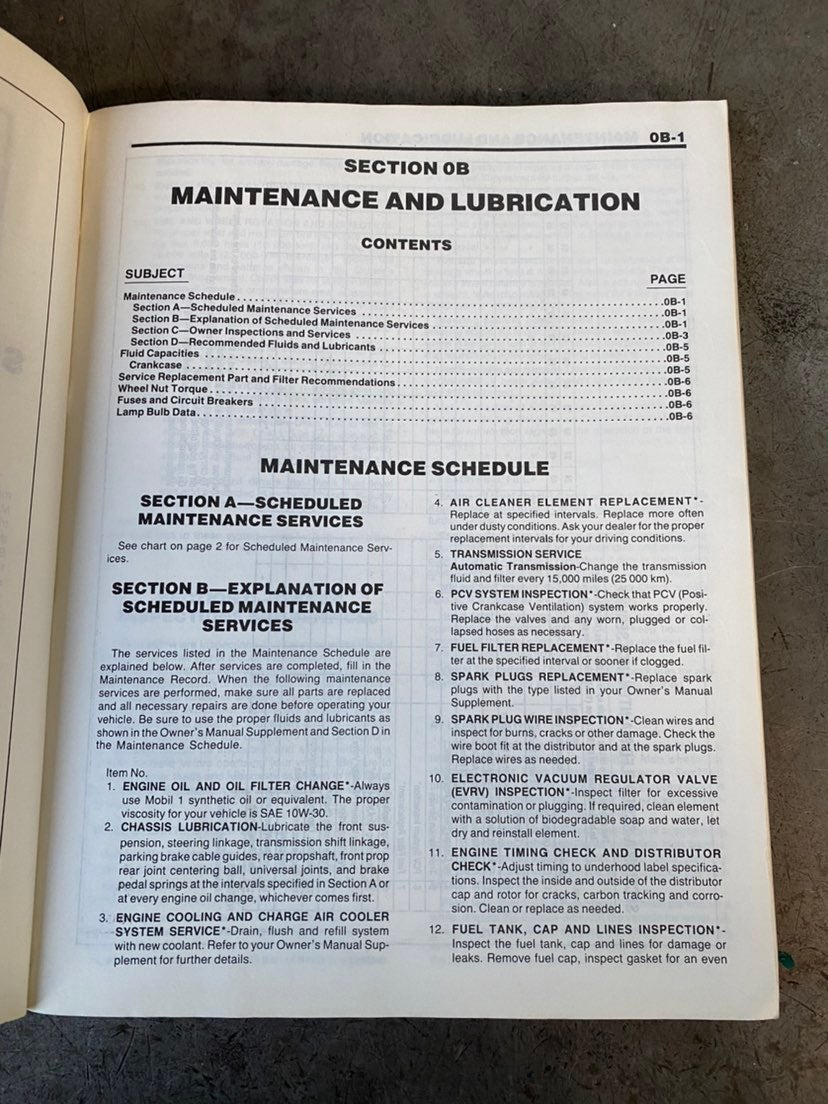 0B-1
SECTION 0B
MAINTENANCE AND LUBRICATION
CONTENTS
SUBJECT PAGE
Maintenance Schedule . . . . . . . . . . 0B-1
Section A—Scheduled Maintenance Services . . . . . . . . . . 0B-1
Section B—Explanation of Scheduled Maintenance Services . . . . . . . . . . 0B-1
Section C—Owner Inspections and Services . . . . . . . . . . 0B-3
Section D—Recommended Fluids and Lubricants . . . . . . . . . . 0B-5
Fluid Capacities . . . . . . . . . . 0B-5
Crankcase . . . . . . . . . . 0B-5
Service Replacement Part and Filter Recommendations . . . . . . . . . . 0B-6
Wheel Nut Torque . . . . . . . . . . 0B-6
Fuses and Circuit Breakers . . . . . . . . . . 0B-6
Lamp Bulb Data . . . . . . . . . . 0B-6
MAINTENANCE SCHEDULE
SECTION A—SCHEDULED
MAINTENANCE SERVICES
See chart on page 2 for Scheduled Maintenance Serv-
ices.
SECTION B—EXPLANATION OF
SCHEDULED MAINTENANCE
SERVICES
The services listed in the Maintenance Schedule are
explained below. After services are completed, fill in the
Maintenance Record. When the following maintenance
services are performed, make sure all parts are replaced
and all necessary repairs are done before operating your
vehicle. Be sure to use the proper fluids and lubricants as
shown in the Owner's Manual Supplement and Section D in
the Maintenance Schedule.
Item No.
1. ENGINE OIL AND OIL FILTER CHANGE*-Always
use Mobil 1 synthetic oil or equivalent. The proper
viscosity for your vehicle is SAE 10W-30.
2. CHASSIS LUBRICATION-Lubricate the front sus-
pension, steering linkage, transmission shift linkage,
parking brake cable guides, rear propshaft, front prop
rear joint centering ball, universal joints, and brake
pedal springs at the intervals specified in Section A or
at every engine oil change, whichever comes first.
3. ENGINE COOLING AND CHARGE AIR COOLER
SYSTEM SERVICE*-Drain, flush and refill system
with new coolant. Refer to your Owner's Manual Sup-
plement for further details.
4. AIR CLEANER ELEMENT REPLACEMENT*-
Replace at specified intervals. Replace more often
under dusty conditions. Ask your dealer for the proper
replacement intervals for your driving conditions.
5. TRANSMISSION SERVICE
Automatic Transmission-Change the transmission
fluid and filter every 15,000 miles (25 000 km).
6. PCV SYSTEM INSPECTION*-Check that PCV (Posi-
tive Crankcase Ventilation) system works properly.
Replace the valves and any worn, plugged or col-
lapsed hoses as necessary.
7. FUEL FILTER REPLACEMENT*-Replace the fuel fil-
ter at the specified interval or sooner if clogged.
8. SPARK PLUGS REPLACEMENT*-Replace spark
plugs with the type listed in your Owner's Manual
Supplement.
9. SPARK PLUG WIRE INSPECTION*-Clean wires and
inspect for burns, cracks or other damage. Check the
wire boot fit at the distributor and at the spark plugs.
Replace wires as needed.
10. ELECTRONIC VACUUM REGULATOR VALVE
(EVRV) INSPECTION*-Inspect filter for excessive
contamination or plugging. If required, clean element
with a solution of biodegradable soap and water, let
dry and reinstall element.
11. ENGINE TIMING CHECK AND DISTRIBUTOR
CHECK*-Adjust timing to underhood label specifica-
tions. Inspect the inside and outside of the distributor
cap and rotor for cracks, carbon tracking and corro-
sion. Clean or replace as needed.
12. FUEL TANK, CAP AND LINES INSPECTION*-
Inspect the fuel tank, cap and lines for damage or
leaks. Remove fuel cap, inspect gasket for an even